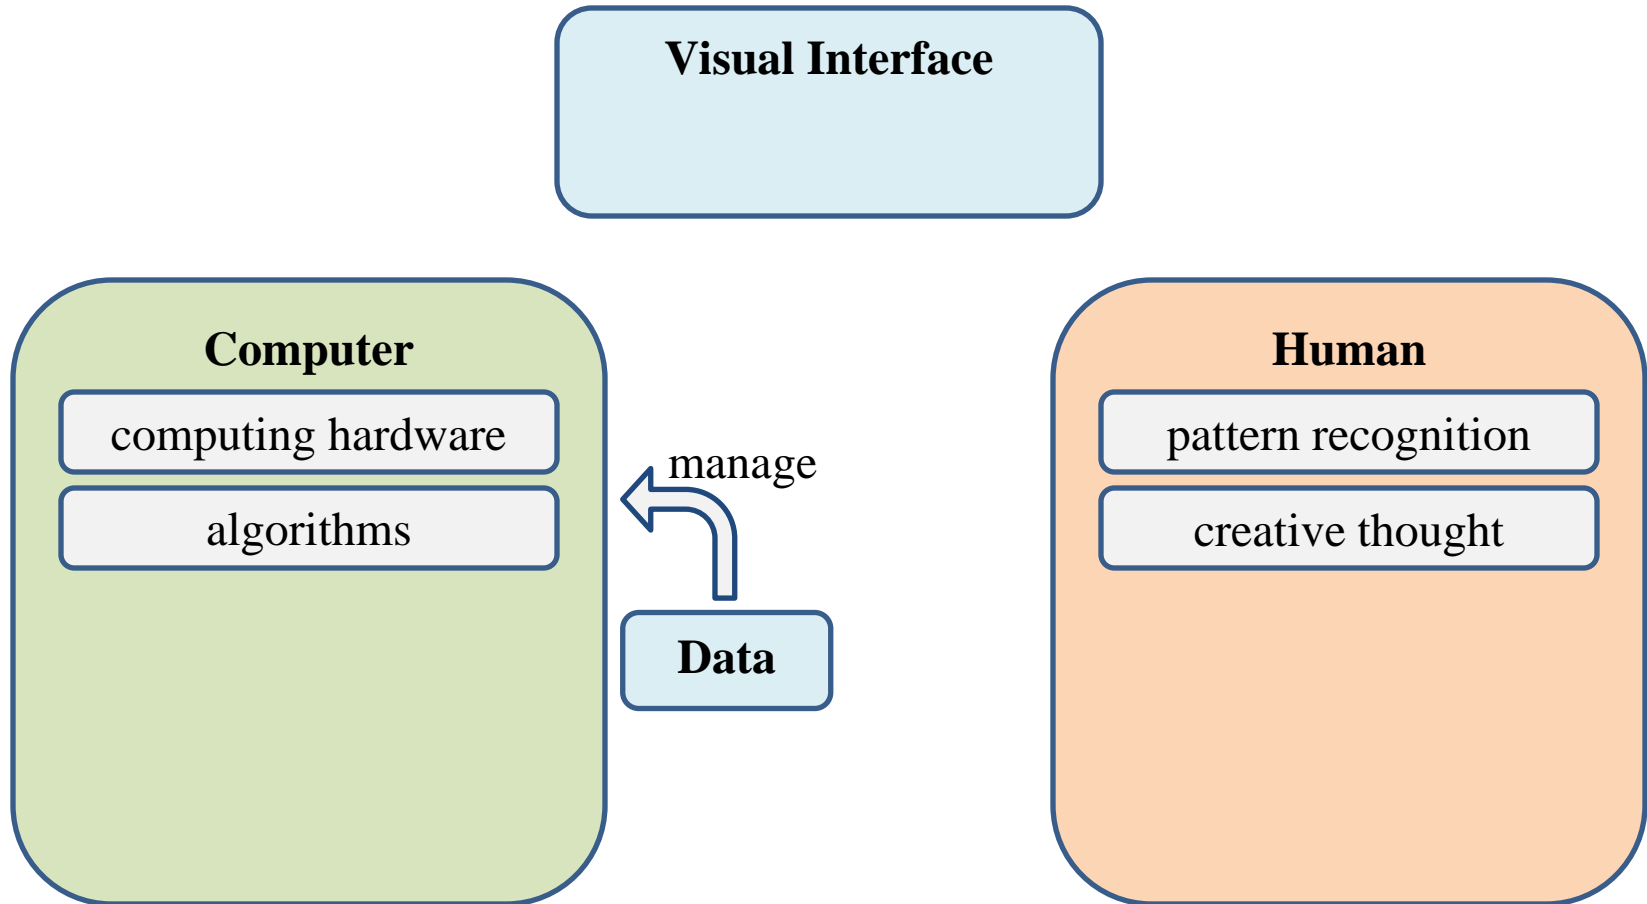 Visual Interface
Computer
computing hardware
algorithms
manage
Data
Human
pattern recognition
creative thought